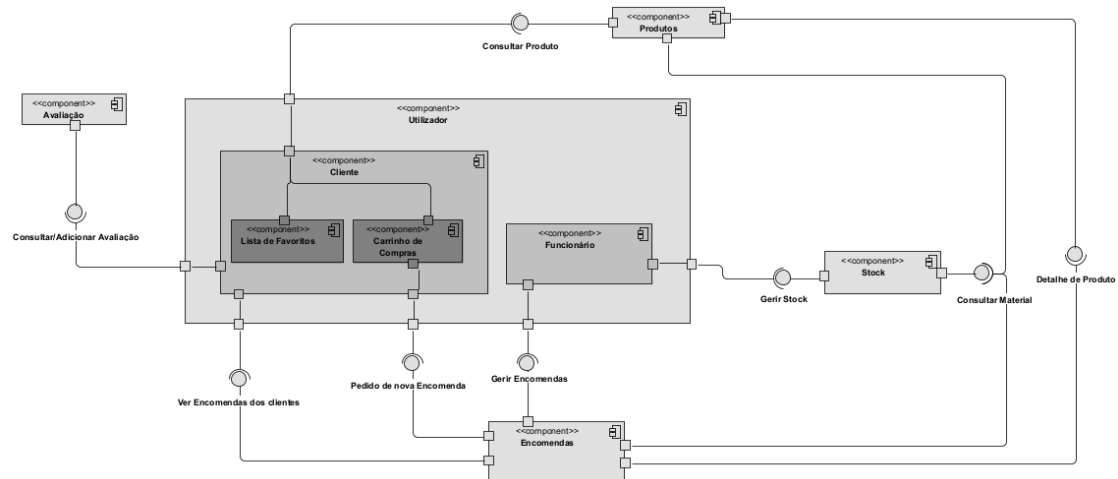 <<component>>
Produtos
Consultar Produto
<<component>>
Avaliação
<<component>>
Utilizador
<<component>>
Cliente
<<component>>
Lista de Favoritos
<<component>>
Carrinho de
Compras
<<component>>
Funcionário
Consultar/Adicionar Avaliação
<<component>>
Stock
Gerir Stock
Consultar Material
Detalhe de Produto
Ver Encomendas dos clientes
Pedido de nova Encomenda
Gerir Encomendas
<<component>>
Encomendas